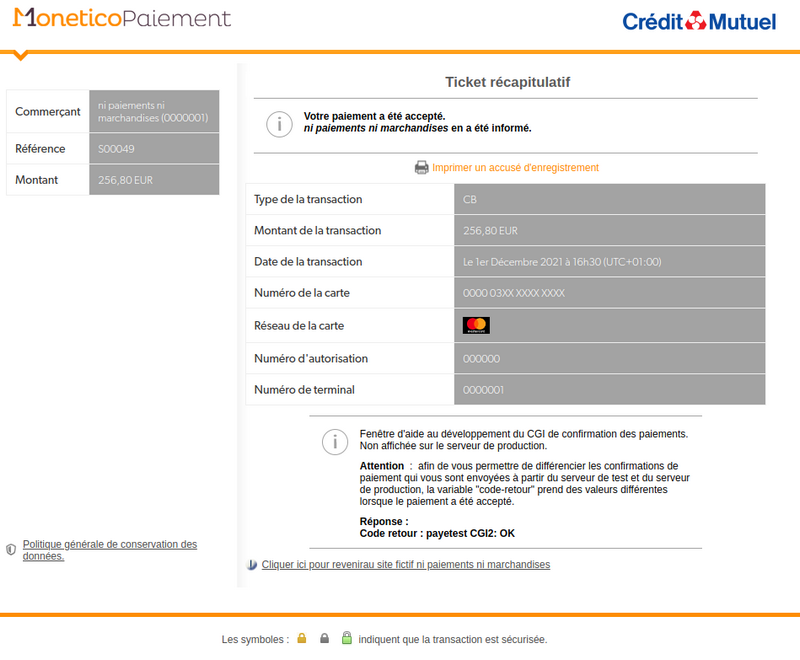 MoneticoPaiement
Crédit Mutuel
Commerçant
ni paiements ni
marchandises (0000001)
Référence
S00049
Montant
256,80 EUR
Ticket récapitulatif
Votre paiement a été accepté.
ni paiements ni marchandises en a été informé.
Imprimer un accusé d'enregistrement
Type de la transaction
CB
Montant de la transaction
256,80 EUR
Date de la transaction
Le 1er Décembre 2021 à 16h30 (UTC+01:00)
Numéro de la carte
0000 03XX XXXX XXXX
Réseau de la carte
Numéro d'autorisation
000000
Numéro de terminal
0000001
Fenêtre d'aide au développement du CGI de confirmation des paiements.
Non affichée sur le serveur de production.
Attention : afin de vous permettre de différencier les confirmations de
paiement qui vous sont envoyées à partir du serveur de test et du serveur
de production, la variable "code-retour" prend des valeurs différentes
lorsque le paiement a été accepté.
Réponse :
Code retour : payetest CGI2: OK
Politique générale de conservation des
données.
Cliquer ici pour revenirau site fictif ni paiements ni marchandises
Les symboles : indiquent que la transaction est sécurisée.